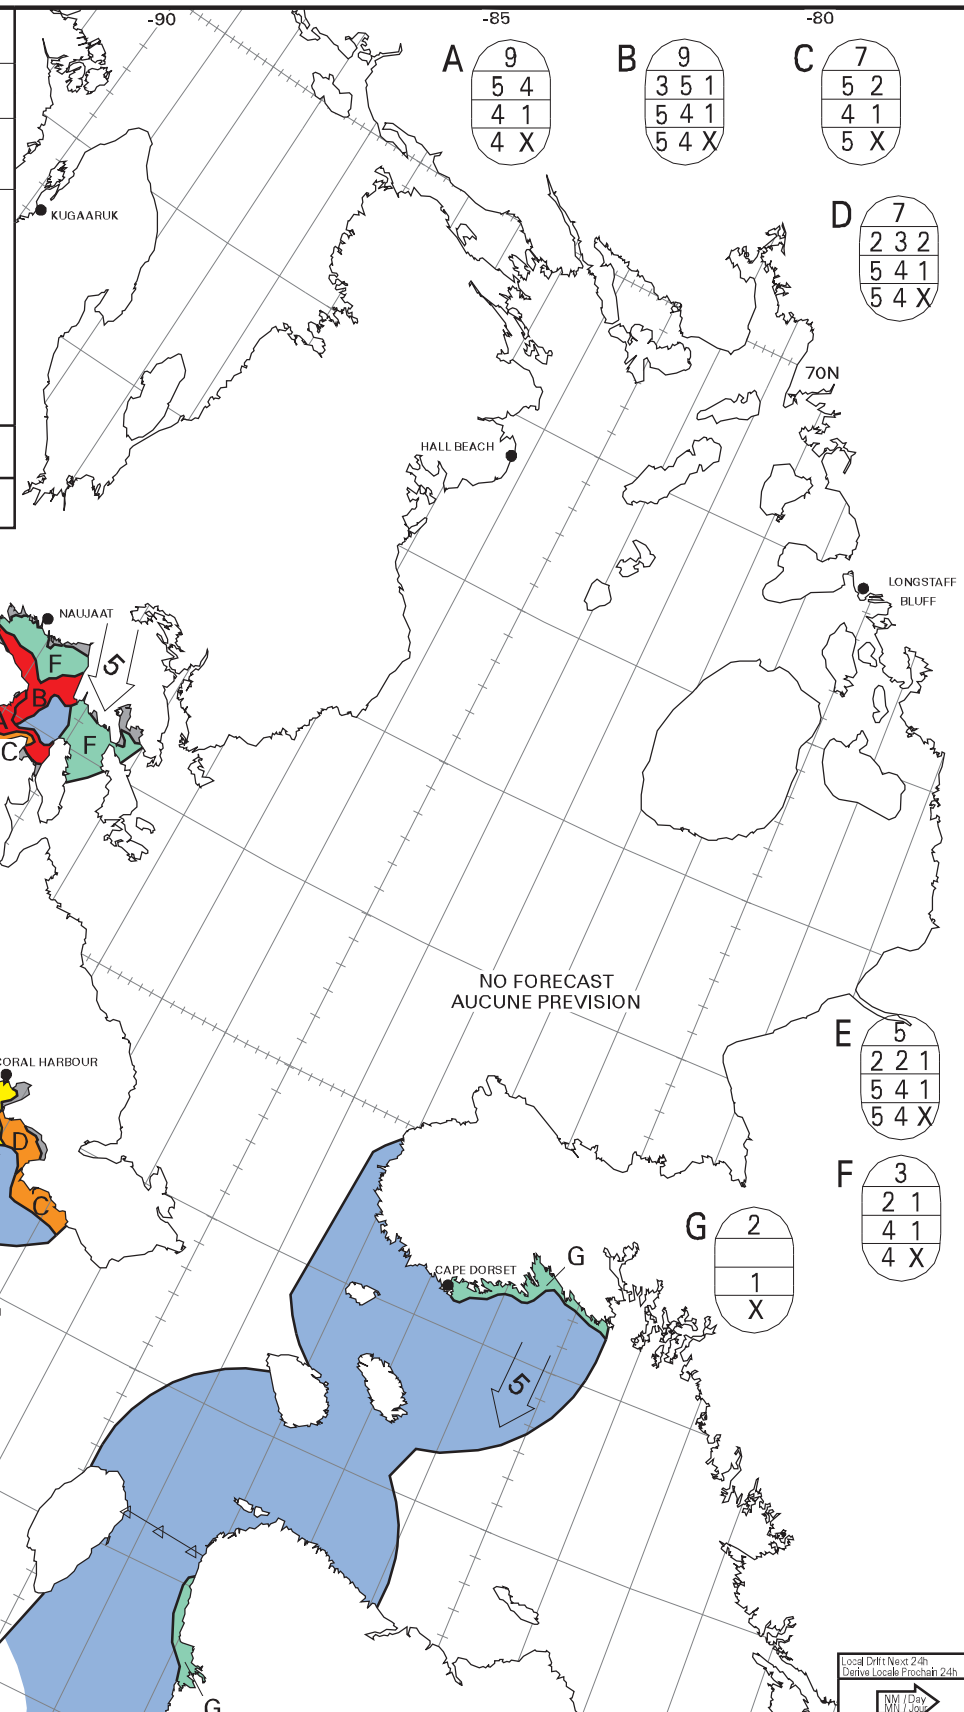 -90
-85
-80
A
9
5 4
4 1
4 X
B
9
3 5 1
5 4 1
5 4 X
C
7
5 2
4 1
5 X
D
7
2 3 2
5 4 1
5 4 X
KUGAARUK
70N
HALL BEACH
LONGSTAFF
BLUFF
NAUJAAT
F
5
B
A
F
C
NO FORECAST
AUCUNE PREVISION
E
5
2 2 1
5 4 1
5 4 X
CORAL HARBOUR
D
C
F
3
2 1
4 1
4 X
G
2
1
X
G
CAPE DORSET
5
G
Local Drift Next 24h
Derive Locale Prochain 24h
NM / Day
MN / Jour